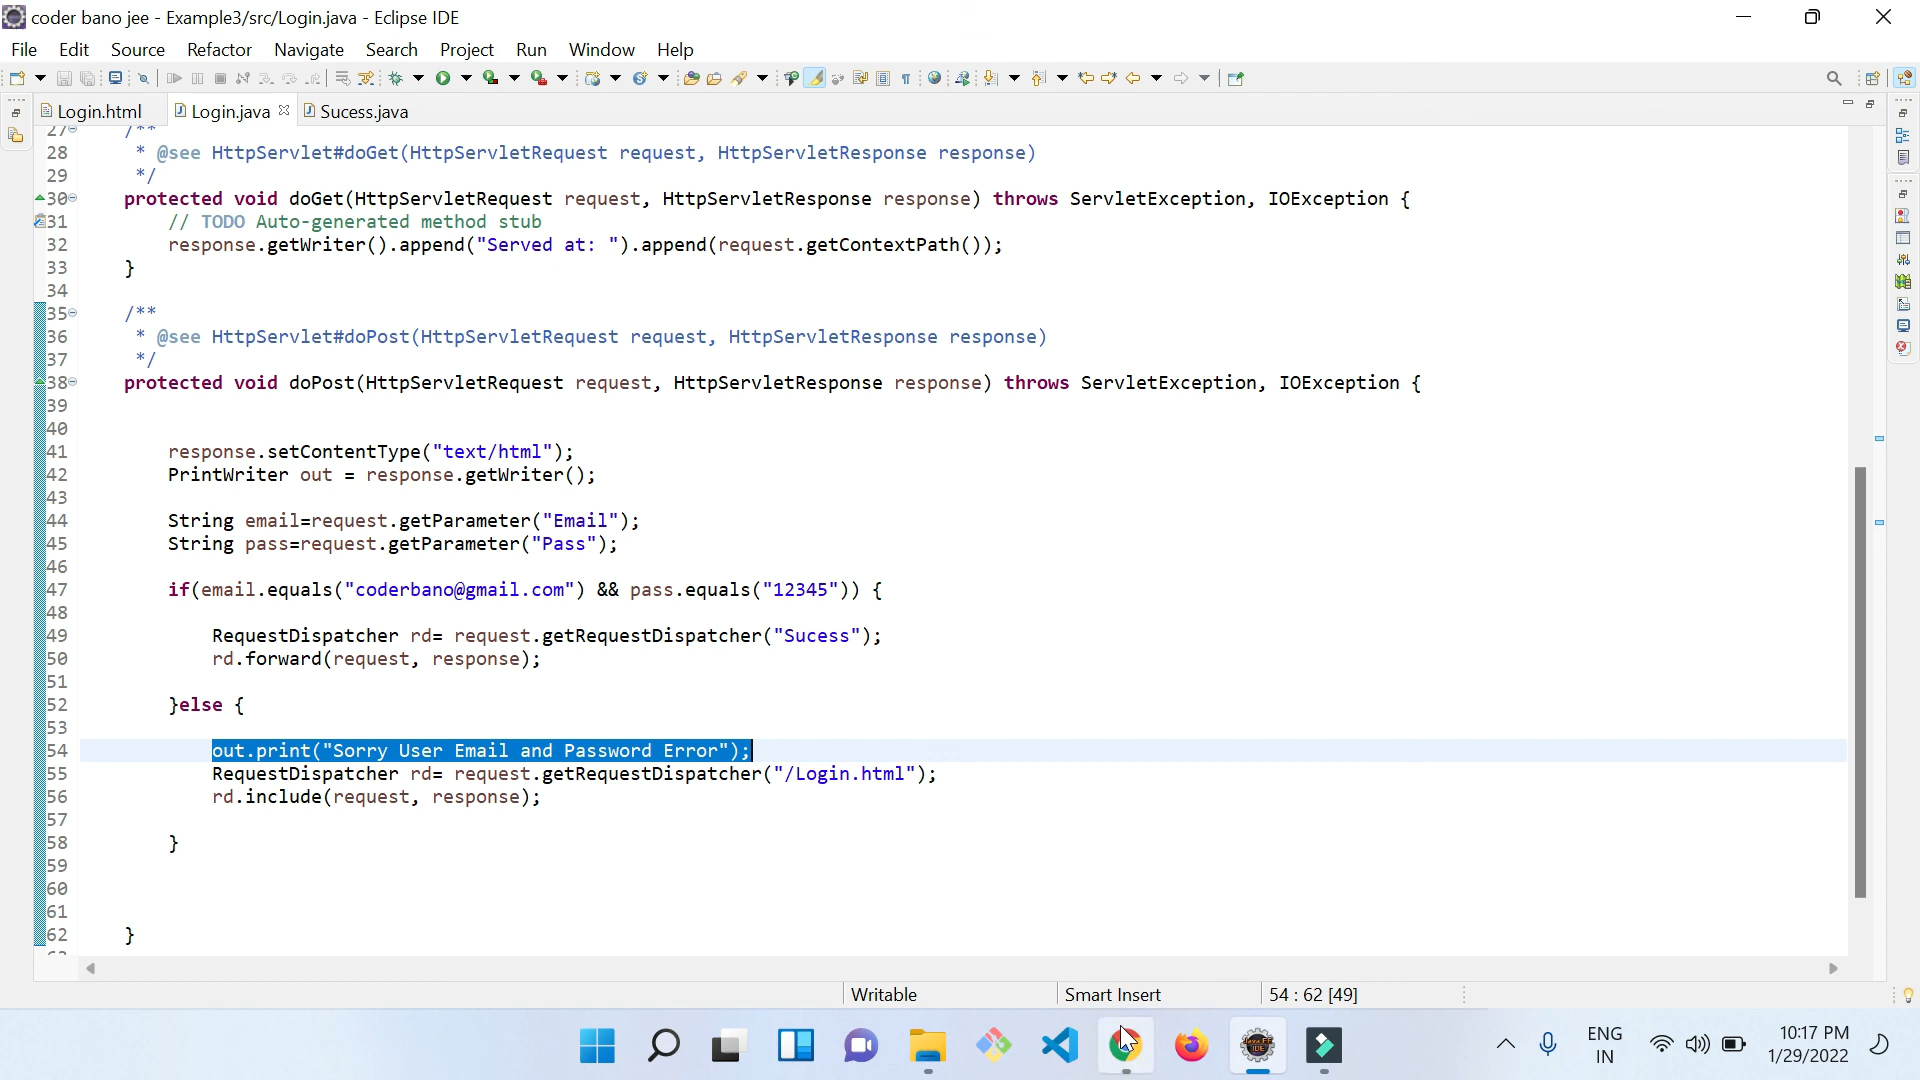 coder bano jee - Example3/src/Login.java - Eclipse IDE
File Edit Source Refactor Navigate Search Project Run Window Help
Login.html Login.java Sucess.java
27 /**
28 * @see HttpServlet#doGet(HttpServletRequest request, HttpServletResponse response)
29 */
30 protected void doGet(HttpServletRequest request, HttpServletResponse response) throws ServletException, IOException {
31 // TODO Auto-generated method stub
32 response.getWriter().append("Served at: ").append(request.getContextPath());
33 }
34
35 /**
36 * @see HttpServlet#doPost(HttpServletRequest request, HttpServletResponse response)
37 */
38 protected void doPost(HttpServletRequest request, HttpServletResponse response) throws ServletException, IOException {
39
40
41 response.setContentType("text/html");
42 PrintWriter out = response.getWriter();
43
44 String email=request.getParameter("Email");
45 String pass=request.getParameter("Pass");
46
47 if(email.equals("coderbano@gmail.com") && pass.equals("12345")) {
48
49 RequestDispatcher rd= request.getRequestDispatcher("Sucess");
50 rd.forward(request, response);
51
52 }else {
53
54 out.print("Sorry User Email and Password Error");
55 RequestDispatcher rd= request.getRequestDispatcher("/Login.html");
56 rd.include(request, response);
57
58 }
59
60
61
62 }
Writable Smart Insert 54 : 62 [49]
ENG IN
10:17 PM
1/29/2022